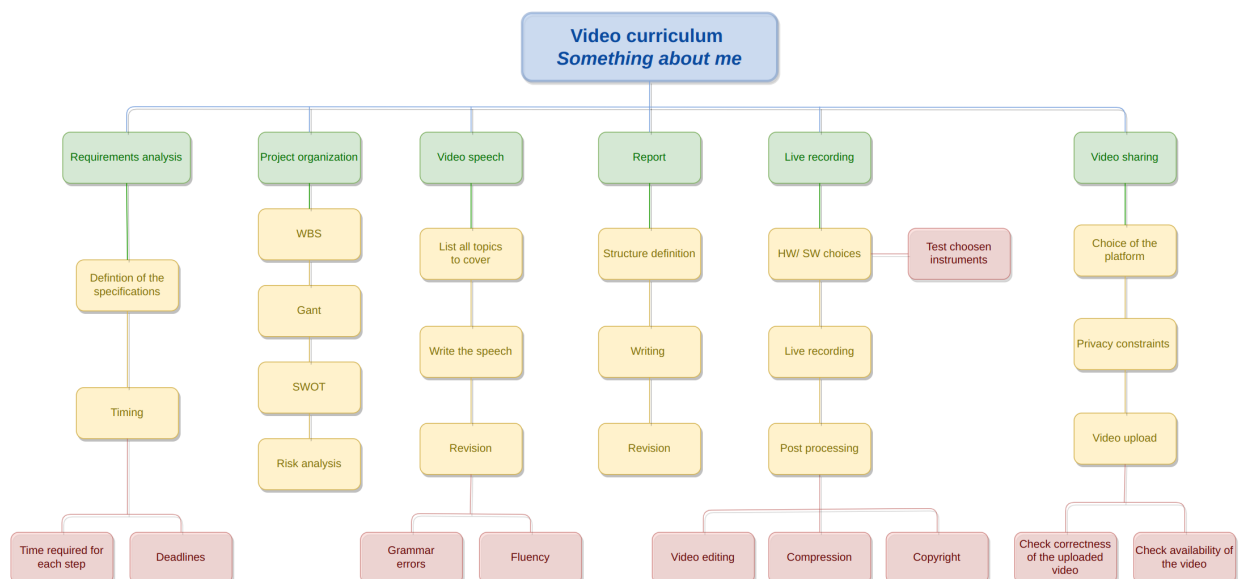 Video curriculum
Something about me
Requirements analysis
Project organization
Video speech
Report
Live recording
Video sharing
WBS
List all topics
to cover
Structure definition
HW/ SW choices
Test choosen
instruments
Choice of the
platform
Defintion of the
specifications
Gant
Write the speech
Writing
Live recording
Privacy constraints
Timing
SWOT
Revision
Revision
Post processing
Video upload
Risk analysis
Time required for
each step
Deadlines
Grammar
errors
Fluency
Video editing
Compression
Copyright
Check correctness
of the uploaded
video
Check availability of
the video